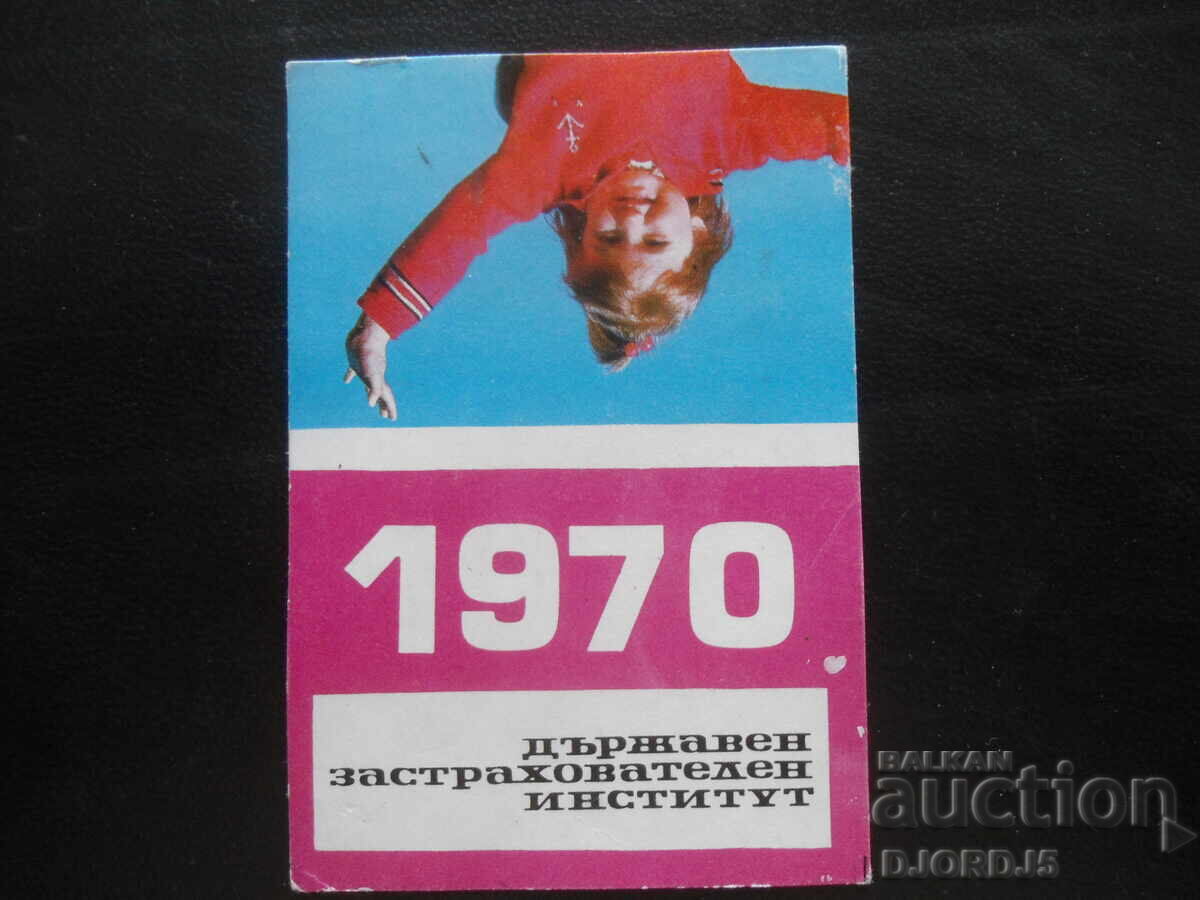 1970
ДЪРЖАВЕН
ЗАСТРАХОВАТЕЛЕН
ИНСТИТУТ
BALKAN
auction
DJORDJ5